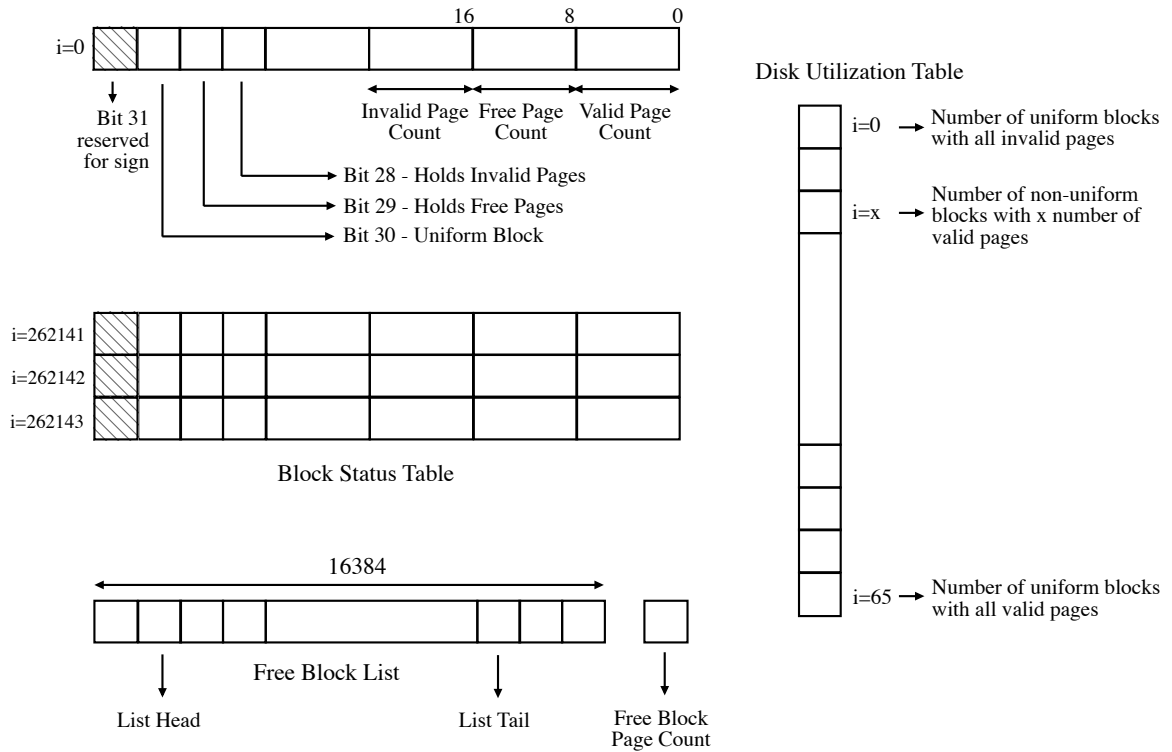 16 8 0
i=0
Bit 31
reserved
for sign
Invalid Page
Count
Free Page
Count
Valid Page
Count
Bit 28 - Holds Invalid Pages
Bit 29 - Holds Free Pages
Bit 30 - Uniform Block
i=262141
i=262142
i=262143
Block Status Table
16384
Free Block List
List Head
List Tail
Free Block
Page Count
Disk Utilization Table
i=0
Number of uniform blocks
with all invalid pages
i=x
Number of non-uniform
blocks with x number of
valid pages
i=65
Number of uniform blocks
with all valid pages